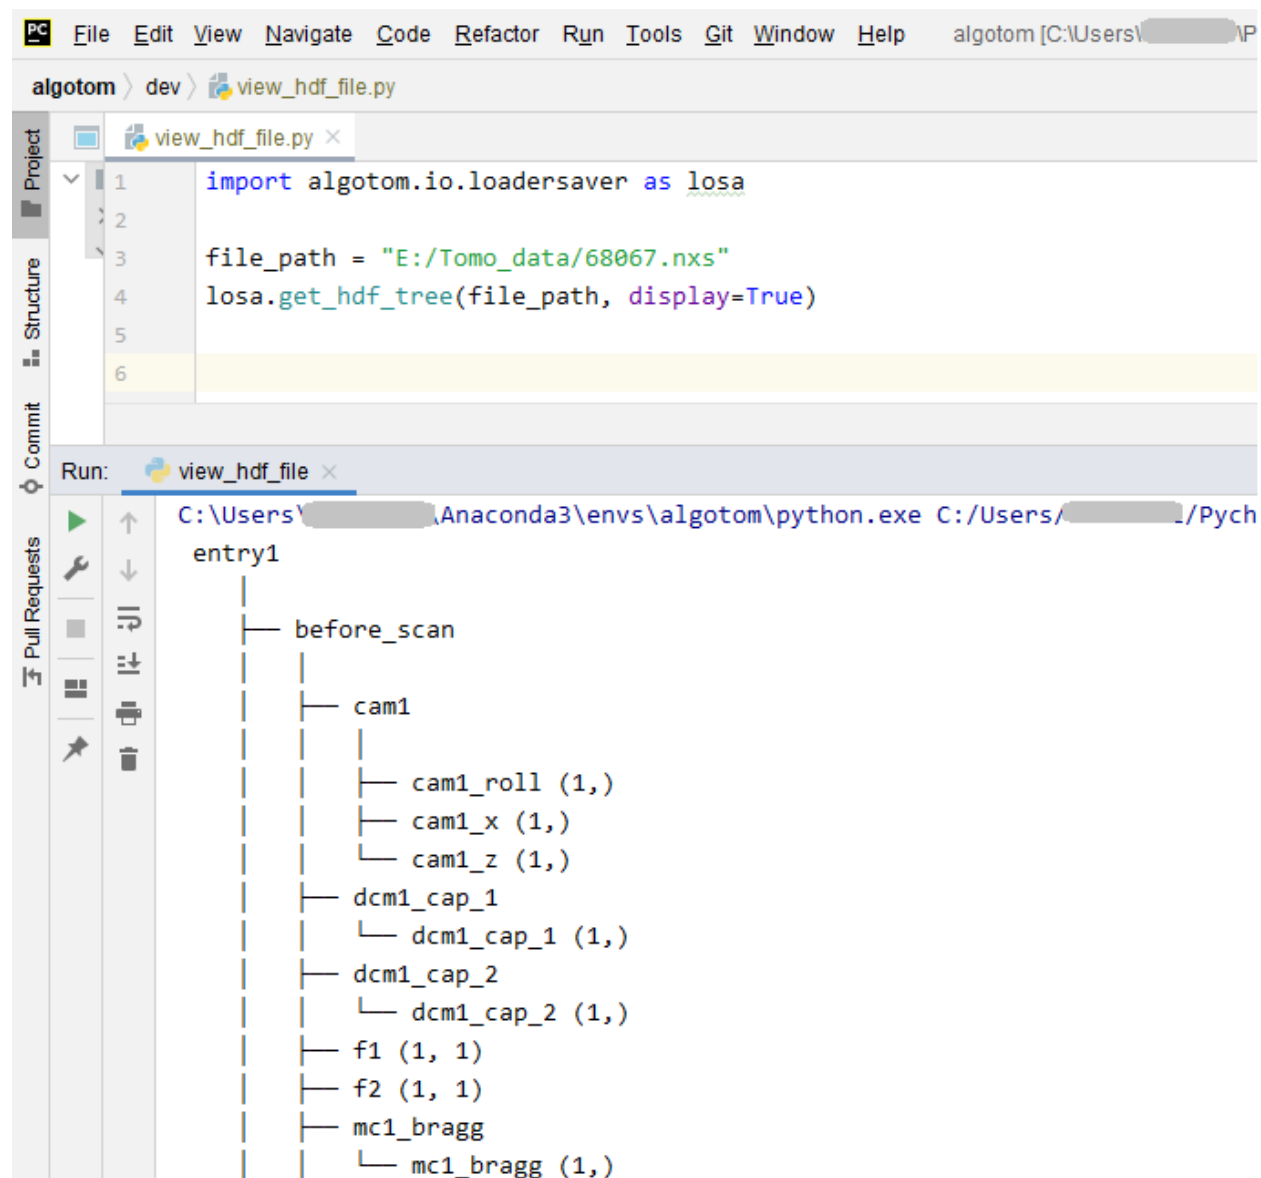 PC File Edit View Navigate Code Refactor Run Tools Git Window Help algotom [C:\Users\ \P
algotom dev view_hdf_file.py
view_hdf_file.py
Project
Structure
Commit
Pull Requests
1 import algotom.io.loadersaver as losa
2
3 file_path = "E:/Tomo_data/68067.nxs"
4 losa.get_hdf_tree(file_path, display=True)
5
6
Run: view_hdf_file
C:\Users\ \Anaconda3\envs\algotom\python.exe C:/Users/ /Pych
entry1
│
├── before_scan
│ │
│ ├── cam1
│ │ │
│ │ ├── cam1_roll (1,)
│ │ ├── cam1_x (1,)
│ │ └── cam1_z (1,)
│ ├── dcm1_cap_1
│ │ └── dcm1_cap_1 (1,)
│ ├── dcm1_cap_2
│ │ └── dcm1_cap_2 (1,)
│ ├── f1 (1, 1)
│ ├── f2 (1, 1)
│ ├── mc1_bragg
│ │ └── mc1_bragg (1,)